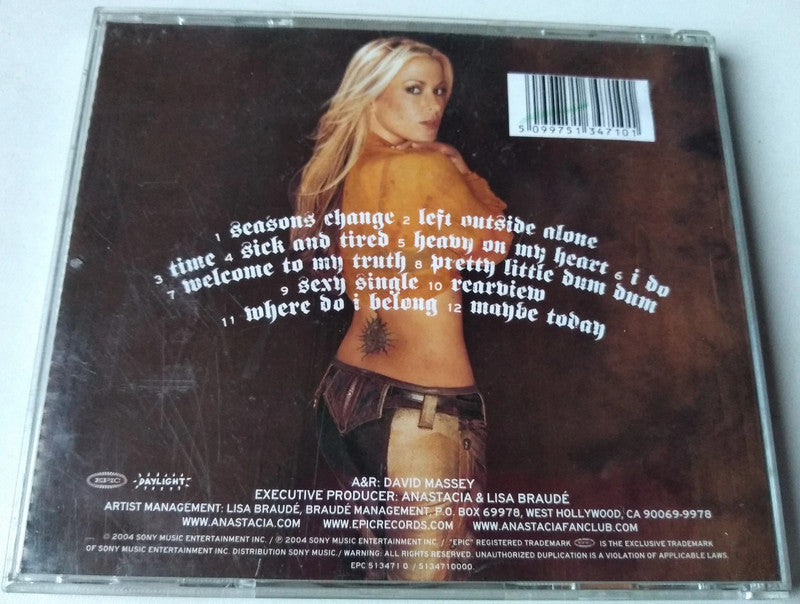 5 099751 347101
1 seasons change 2 left outside alone
3 time 4 sick and tired 5 heavy on my heart 6 i do
7 welcome to my truth 8 pretty little dum dum
9 sexy single 10 rearview
11 where do i belong 12 maybe today
EPIC DAYLIGHT
A&R: DAVID MASSEY
EXECUTIVE PRODUCER: ANASTACIA & LISA BRAUDÉ
ARTIST MANAGEMENT: LISA BRAUDÉ, BRAUDÉ MANAGEMENT, P.O. BOX 69978, WEST HOLLYWOOD, CA 90069-9978
WWW.ANASTACIA.COM WWW.EPICRECORDS.COM WWW.ANASTACIAFANCLUB.COM
© 2004 SONY MUSIC ENTERTAINMENT INC. / ℗ 2004 SONY MUSIC ENTERTAINMENT INC. / "EPIC" REGISTERED TRADEMARK EPIC IS THE EXCLUSIVE TRADEMARK
OF SONY MUSIC ENTERTAINMENT INC. DISTRIBUTION SONY MUSIC / WARNING: ALL RIGHTS RESERVED. UNAUTHORIZED DUPLICATION IS A VIOLATION OF APPLICABLE LAWS.
EPC 513471 0 / 5134710000.